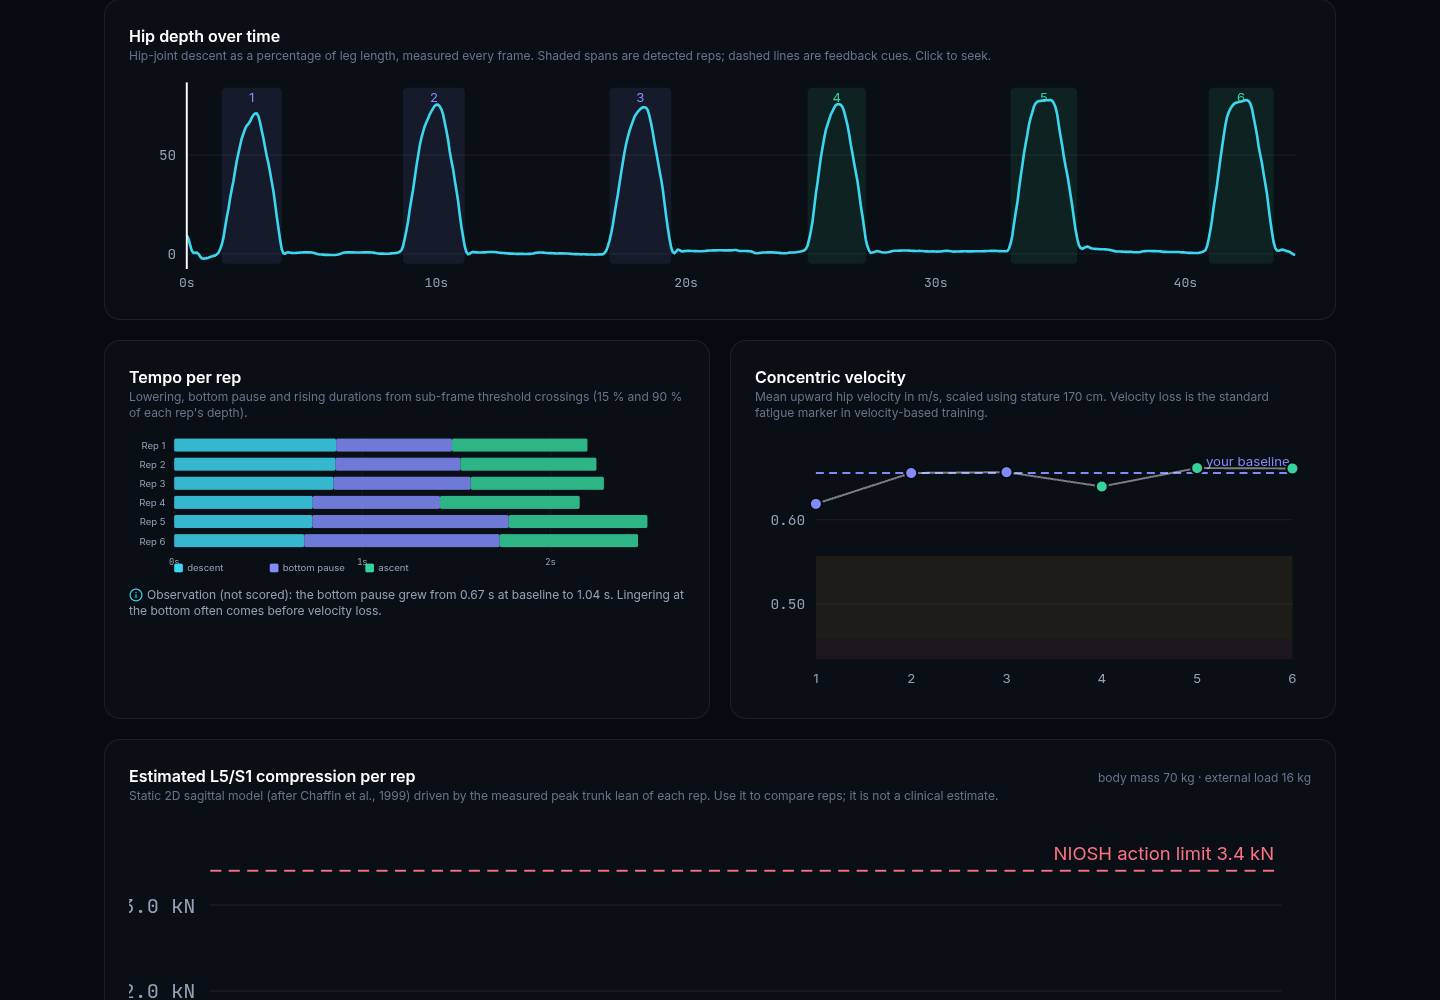 Hip depth over time
Hip-joint descent as a percentage of leg length, measured every frame. Shaded spans are detected reps; dashed lines are feedback cues. Click to seek.
1 2 3 4 5 6
50
0
0s 10s 20s 30s 40s
Tempo per rep
Lowering, bottom pause and rising durations from sub-frame threshold crossings (15 % and 90 %
of each rep's depth).
Rep 1
Rep 2
Rep 3
Rep 4
Rep 5
Rep 6
0s 1s 2s
descent bottom pause ascent
Observation (not scored): the bottom pause grew from 0.67 s at baseline to 1.04 s. Lingering at
the bottom often comes before velocity loss.
Concentric velocity
Mean upward hip velocity in m/s, scaled using stature 170 cm. Velocity loss is the standard
fatigue marker in velocity-based training.
your baseline
0.60
0.50
1 2 3 4 5 6
Estimated L5/S1 compression per rep
body mass 70 kg · external load 16 kg
Static 2D sagittal model (after Chaffin et al., 1999) driven by the measured peak trunk lean of each rep. Use it to compare reps; it is not a clinical estimate.
NIOSH action limit 3.4 kN
3.0 kN
2.0 kN